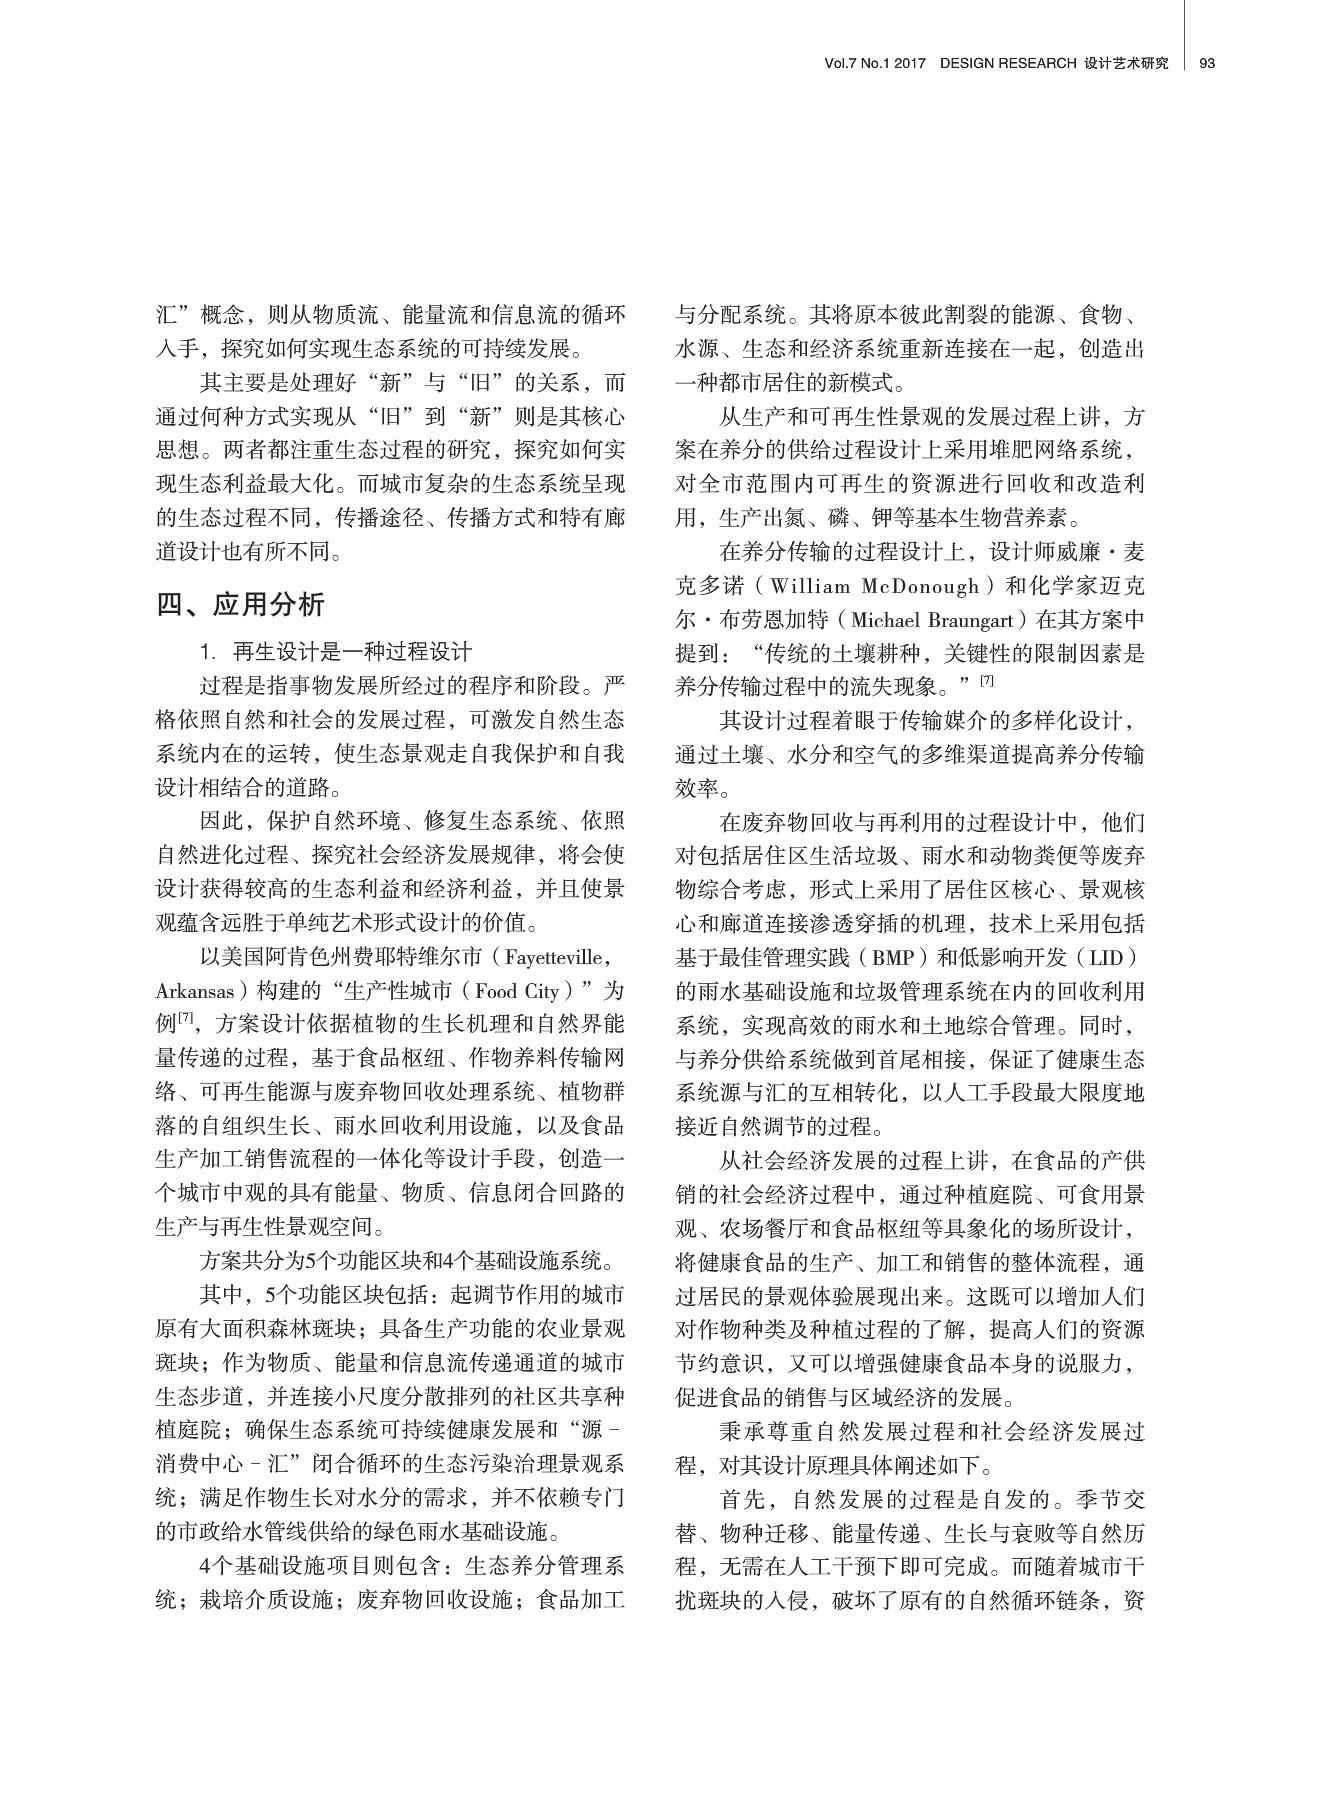 Vol.7 No.1 2017 DESIGN RESEARCH 设计艺术研究 93
汇”概念，则从物质流、能量流和信息流的循环
入手，探究如何实现生态系统的可持续发展。
其主要是处理好“新”与“旧”的关系，而
通过何种方式实现从“旧”到“新”则是其核心
思想。两者都注重生态过程的研究，探究如何实
现生态利益最大化。而城市复杂的生态系统呈现
的生态过程不同，传播途径、传播方式和特有廊
道设计也有所不同。
四、应用分析
1. 再生设计是一种过程设计
过程是指事物发展所经过的程序和阶段。严
格依照自然和社会的发展过程，可激发自然生态
系统内在的运转，使生态景观走自我保护和自我
设计相结合的道路。
因此，保护自然环境、修复生态系统、依照
自然进化过程、探究社会经济发展规律，将会使
设计获得较高的生态利益和经济利益，并且使景
观蕴含远胜于单纯艺术形式设计的价值。
以美国阿肯色州费耶特维尔市（Fayetteville，
Arkansas）构建的“生产性城市（Food City）”为
例[7]，方案设计依据植物的生长机理和自然界能
量传递的过程，基于食品枢纽、作物养料传输网
络、可再生能源与废弃物回收处理系统、植物群
落的自组织生长、雨水回收利用设施，以及食品
生产加工销售流程的一体化等设计手段，创造一
个城市中观的具有能量、物质、信息闭合回路的
生产与再生性景观空间。
方案共分为5个功能区块和4个基础设施系统。
其中，5个功能区块包括：起调节作用的城市
原有大面积森林斑块；具备生产功能的农业景观
斑块；作为物质、能量和信息流传递通道的城市
生态步道，并连接小尺度分散排列的社区共享种
植庭院；确保生态系统可持续健康发展和“源－
消费中心－汇”闭合循环的生态污染治理景观系
统；满足作物生长对水分的需求，并不依赖专门
的市政给水管线供给的绿色雨水基础设施。
4个基础设施项目则包含：生态养分管理系
统；栽培介质设施；废弃物回收设施；食品加工
与分配系统。其将原本彼此割裂的能源、食物、
水源、生态和经济系统重新连接在一起，创造出
一种都市居住的新模式。
从生产和可再生性景观的发展过程上讲，方
案在养分的供给过程设计上采用堆肥网络系统，
对全市范围内可再生的资源进行回收和改造利
用，生产出氮、磷、钾等基本生物营养素。
在养分传输的过程设计上，设计师威廉·麦
克多诺（William McDonough）和化学家迈克
尔·布劳恩加特（Michael Braungart）在其方案中
提到：“传统的土壤耕种，关键性的限制因素是
养分传输过程中的流失现象。”[7]
其设计过程着眼于传输媒介的多样化设计，
通过土壤、水分和空气的多维渠道提高养分传输
效率。
在废弃物回收与再利用的过程设计中，他们
对包括居住区生活垃圾、雨水和动物粪便等废弃
物综合考虑，形式上采用了居住区核心、景观核
心和廊道连接渗透穿插的机理，技术上采用包括
基于最佳管理实践（BMP）和低影响开发（LID）
的雨水基础设施和垃圾管理系统在内的回收利用
系统，实现高效的雨水和土地综合管理。同时，
与养分供给系统做到首尾相接，保证了健康生态
系统源与汇的互相转化，以人工手段最大限度地
接近自然调节的过程。
从社会经济发展的过程上讲，在食品的产供
销的社会经济过程中，通过种植庭院、可食用景
观、农场餐厅和食品枢纽等具象化的场所设计，
将健康食品的生产、加工和销售的整体流程，通
过居民的景观体验展现出来。这既可以增加人们
对作物种类及种植过程的了解，提高人们的资源
节约意识，又可以增强健康食品本身的说服力，
促进食品的销售与区域经济的发展。
秉承尊重自然发展过程和社会经济发展过
程，对其设计原理具体阐述如下。
首先，自然发展的过程是自发的。季节交
替、物种迁移、能量传递、生长与衰败等自然历
程，无需在人工干预下即可完成。而随着城市干
扰斑块的入侵，破坏了原有的自然循环链条，资